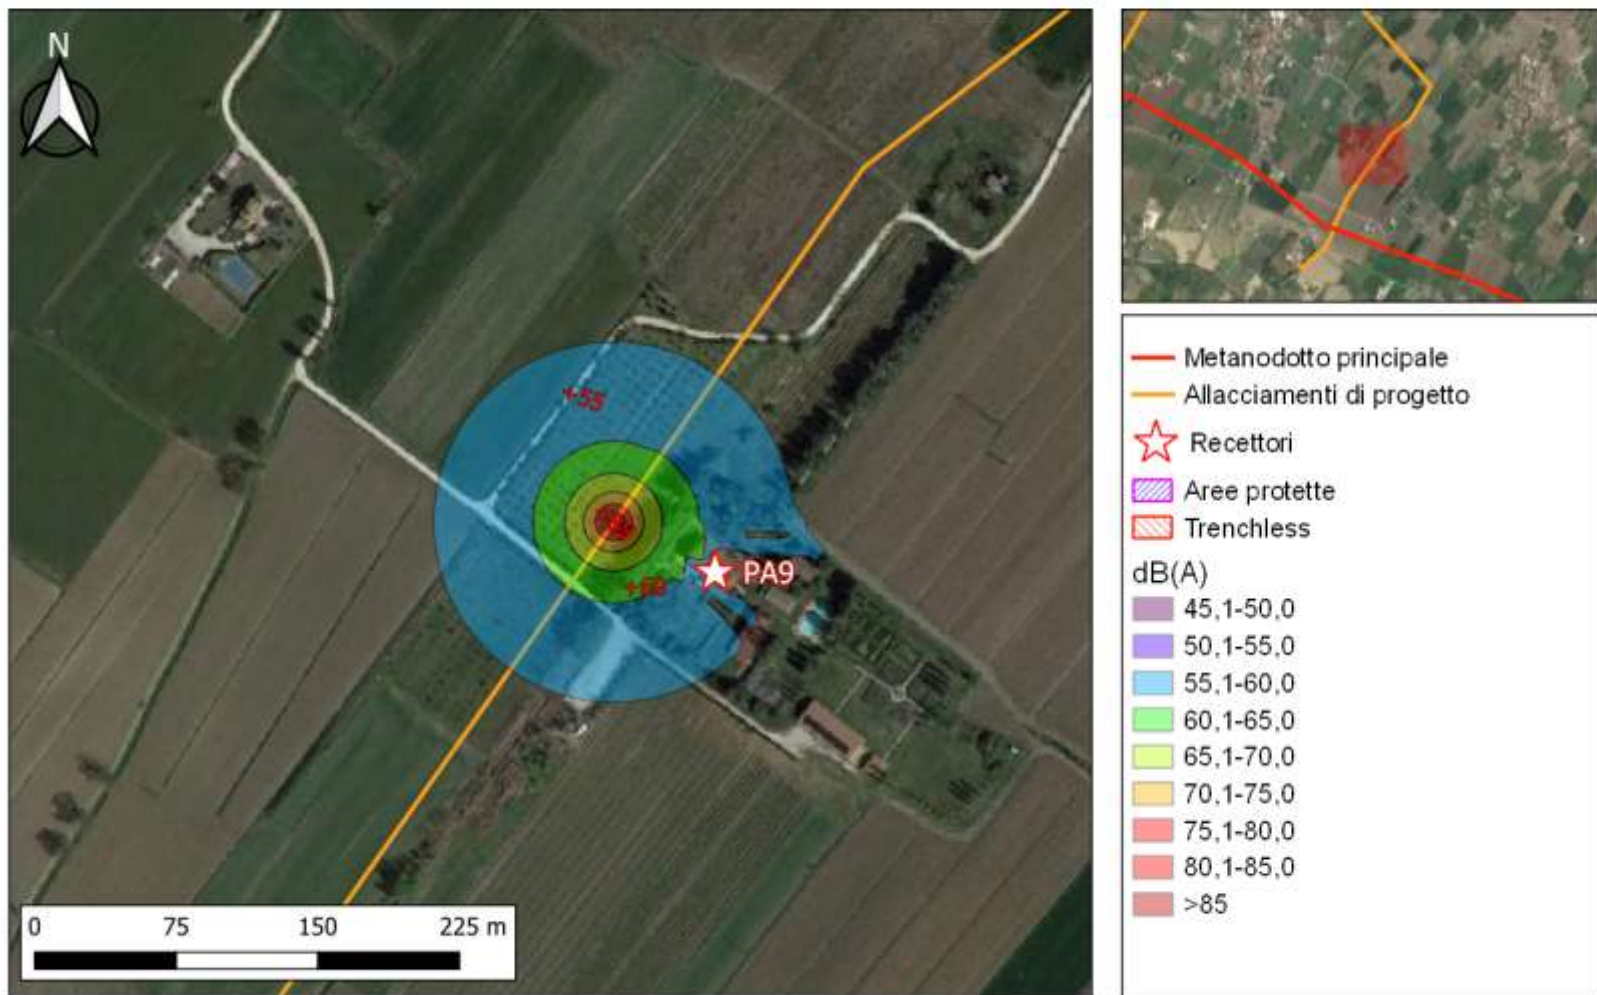 N
+55
+60
PA9
0 75 150 225 m
Metanodotto principale
Allacciamenti di progetto
Recettori
Aree protette
Trenchless
dB(A)
45,1-50,0
50,1-55,0
55,1-60,0
60,1-65,0
65,1-70,0
70,1-75,0
75,1-80,0
80,1-85,0
>85